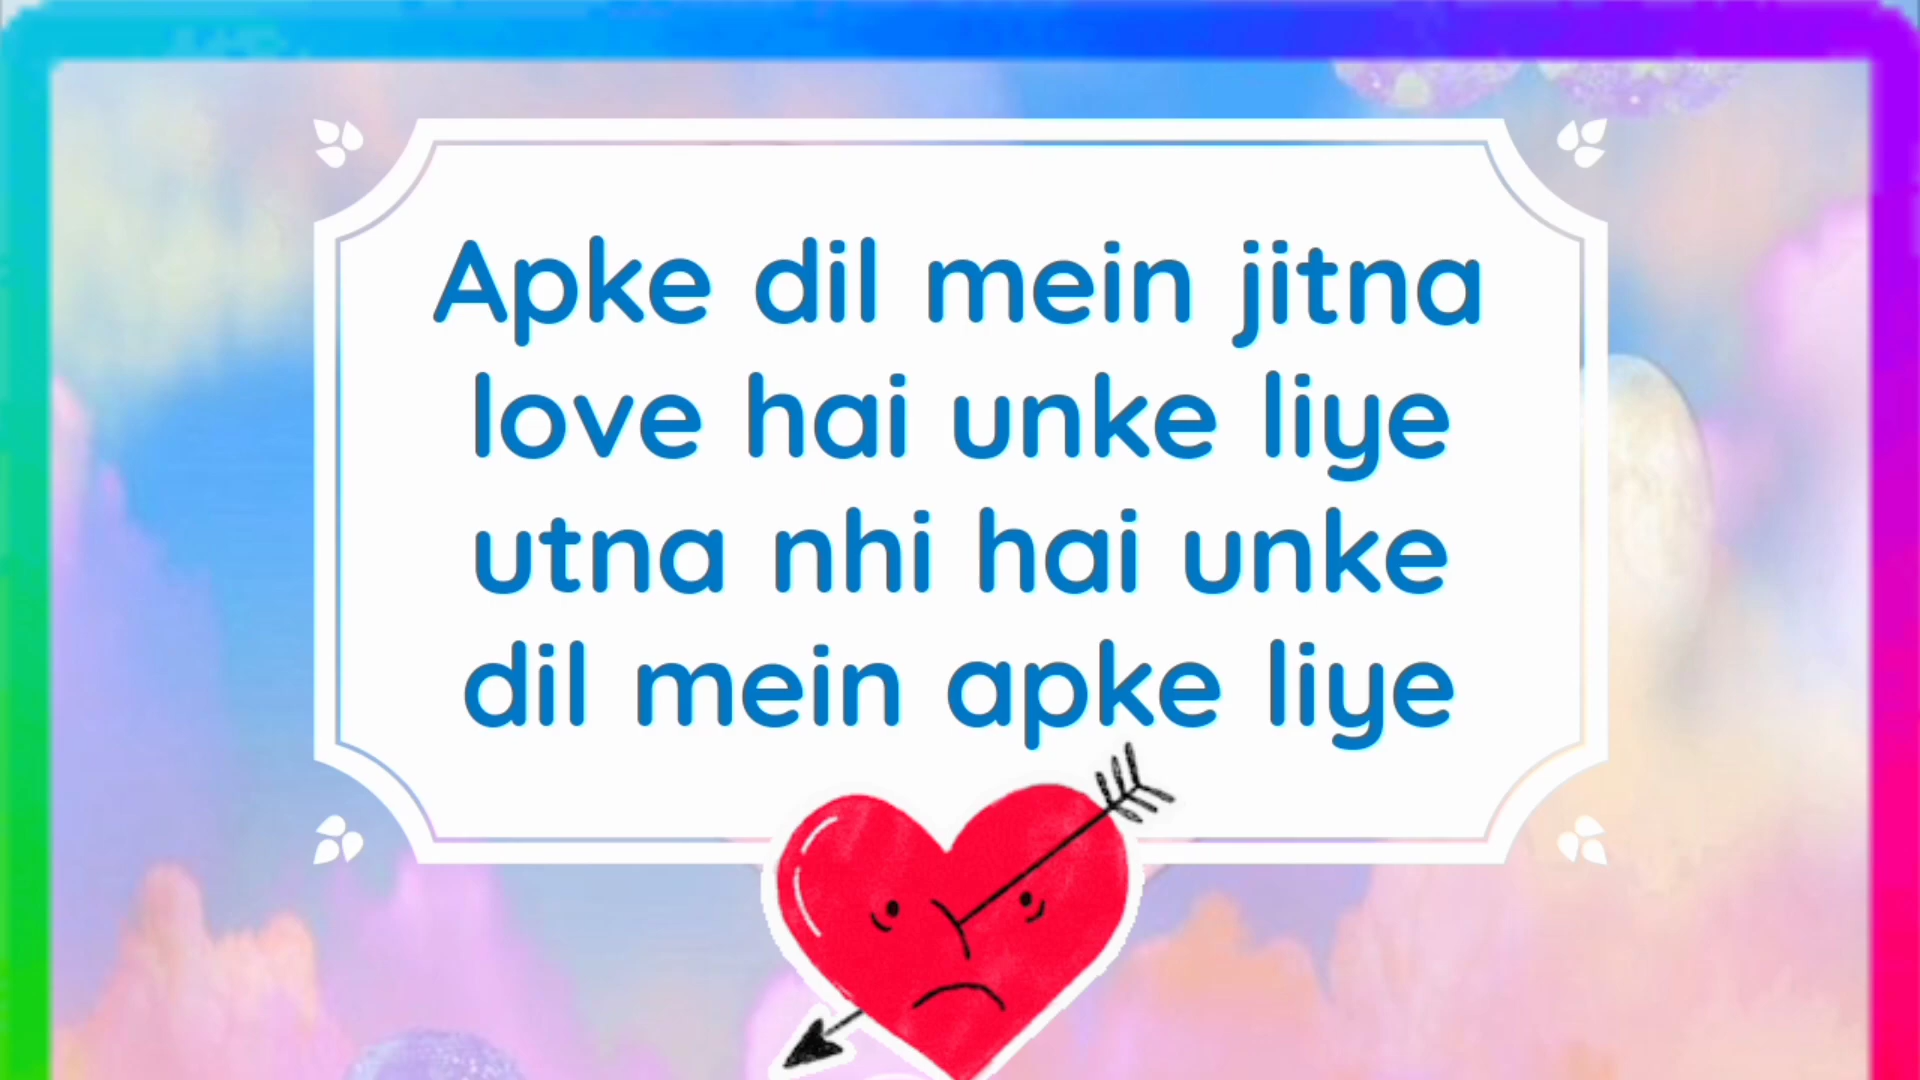 Apke dil mein jitna
love hai unke liye
utna nhi hai unke
dil mein apke liye